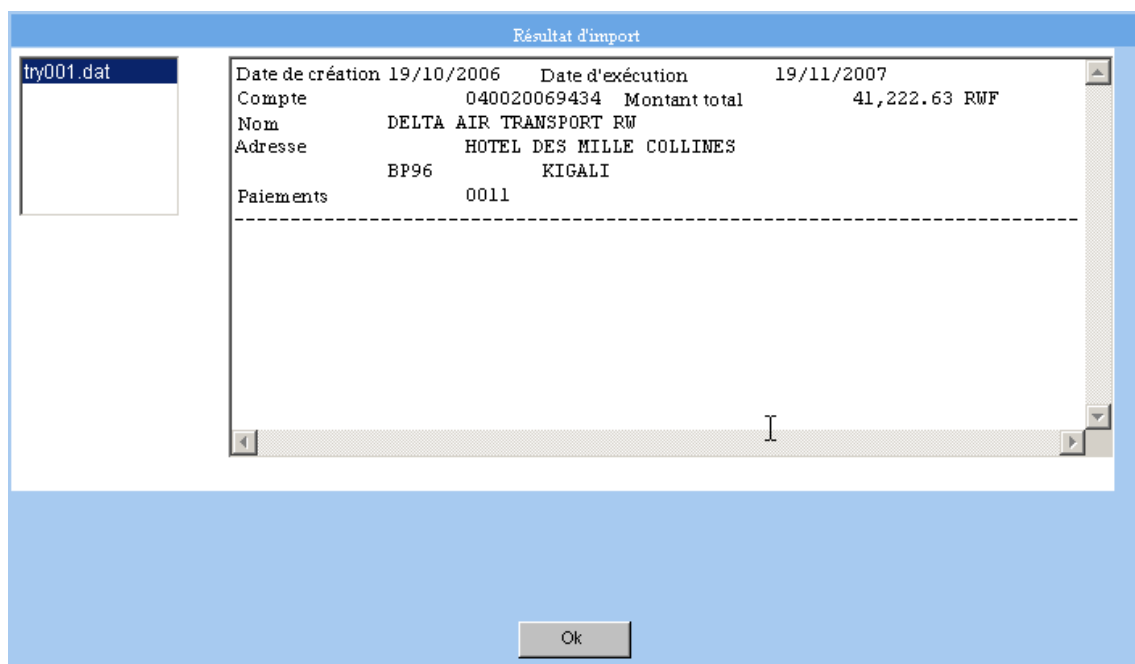 Résultat d'import
try001.dat
Date de création 19/10/2006 Date d'exécution 19/11/2007
Compte 040020069434 Montant total 41,222.63 RWF
Nom DELTA AIR TRANSPORT RW
Adresse HOTEL DES MILLE COLLINES
BP96 KIGALI
Paiements 0011
--------------------------------------------------------------------------------
Ok